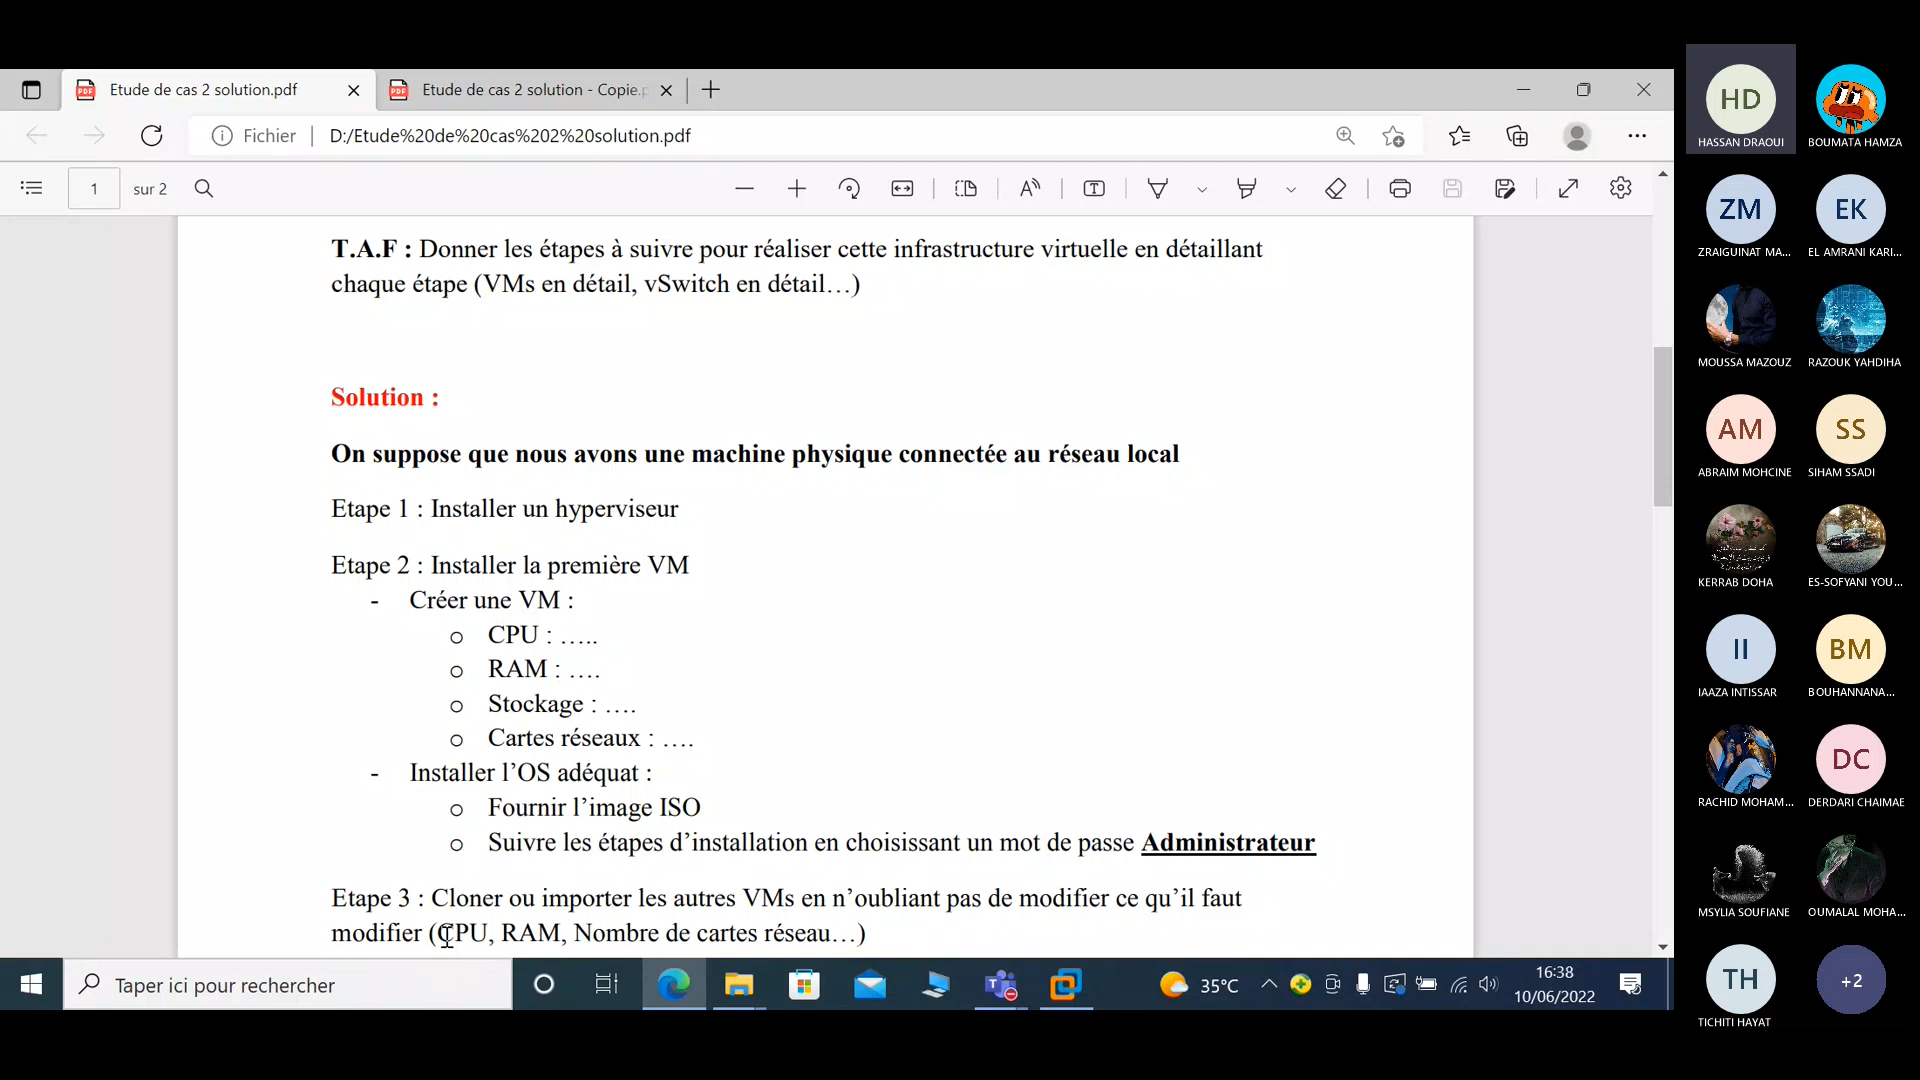 Etude de cas 2 solution.pdf
Etude de cas 2 solution - Copie.p
Fichier
D:/Etude%20de%20cas%202%20solution.pdf
1 sur 2
T.A.F : Donner les étapes à suivre pour réaliser cette infrastructure virtuelle en détaillant
chaque étape (VMs en détail, vSwitch en détail…)
Solution :
On suppose que nous avons une machine physique connectée au réseau local
Etape 1 : Installer un hyperviseur
Etape 2 : Installer la première VM
- Créer une VM :
o CPU : …..
o RAM : ….
o Stockage : ….
o Cartes réseaux : ….
- Installer l’OS adéquat :
o Fournir l’image ISO
o Suivre les étapes d’installation en choisissant un mot de passe Administrateur
Etape 3 : Cloner ou importer les autres VMs en n’oubliant pas de modifier ce qu’il faut
modifier (CPU, RAM, Nombre de cartes réseau…)
Taper ici pour rechercher
35°C
16:38
10/06/2022
HD
HASSAN DRAOUI
BOUMATA HAMZA
ZM
EK
ZRAIGUINAT MA...
EL AMRANI KARI...
MOUSSA MAZOUZ
RAZOUK YAHDIHA
AM
SS
ABRAIM MOHCINE
SIHAM SSADI
KERRAB DOHA
ES-SOFYANI YOU...
II
BM
IAAZA INTISSAR
BOUHANNANA...
DC
RACHID MOHAM...
DERDARI CHAIMAE
MSYLIA SOUFIANE
OUMALAL MOHA...
TH
+2
TICHITI HAYAT